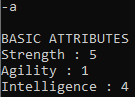 -a
BASIC ATTRIBUTES
Strength : 5
Agility : 1
Intelligence : 4